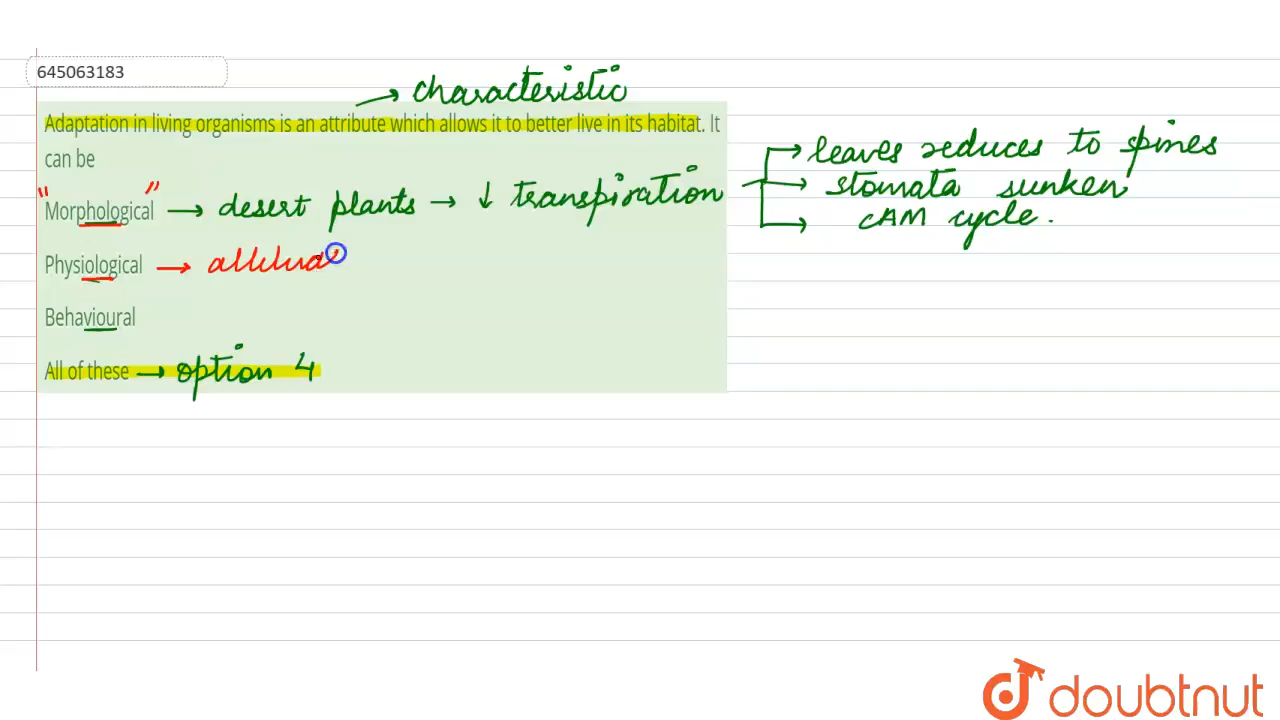 645063183
→ characteristic
Adaptation in living organisms is an attribute which allows it to better live in its habitat. It
can be
"Morphological" → desert plants → ↓ transpiration
→ leaves reduces to spines
→ stomata sunken
→ CAM cycle.
Physiological →
Behavioural
All of these → option 4
doubtnut